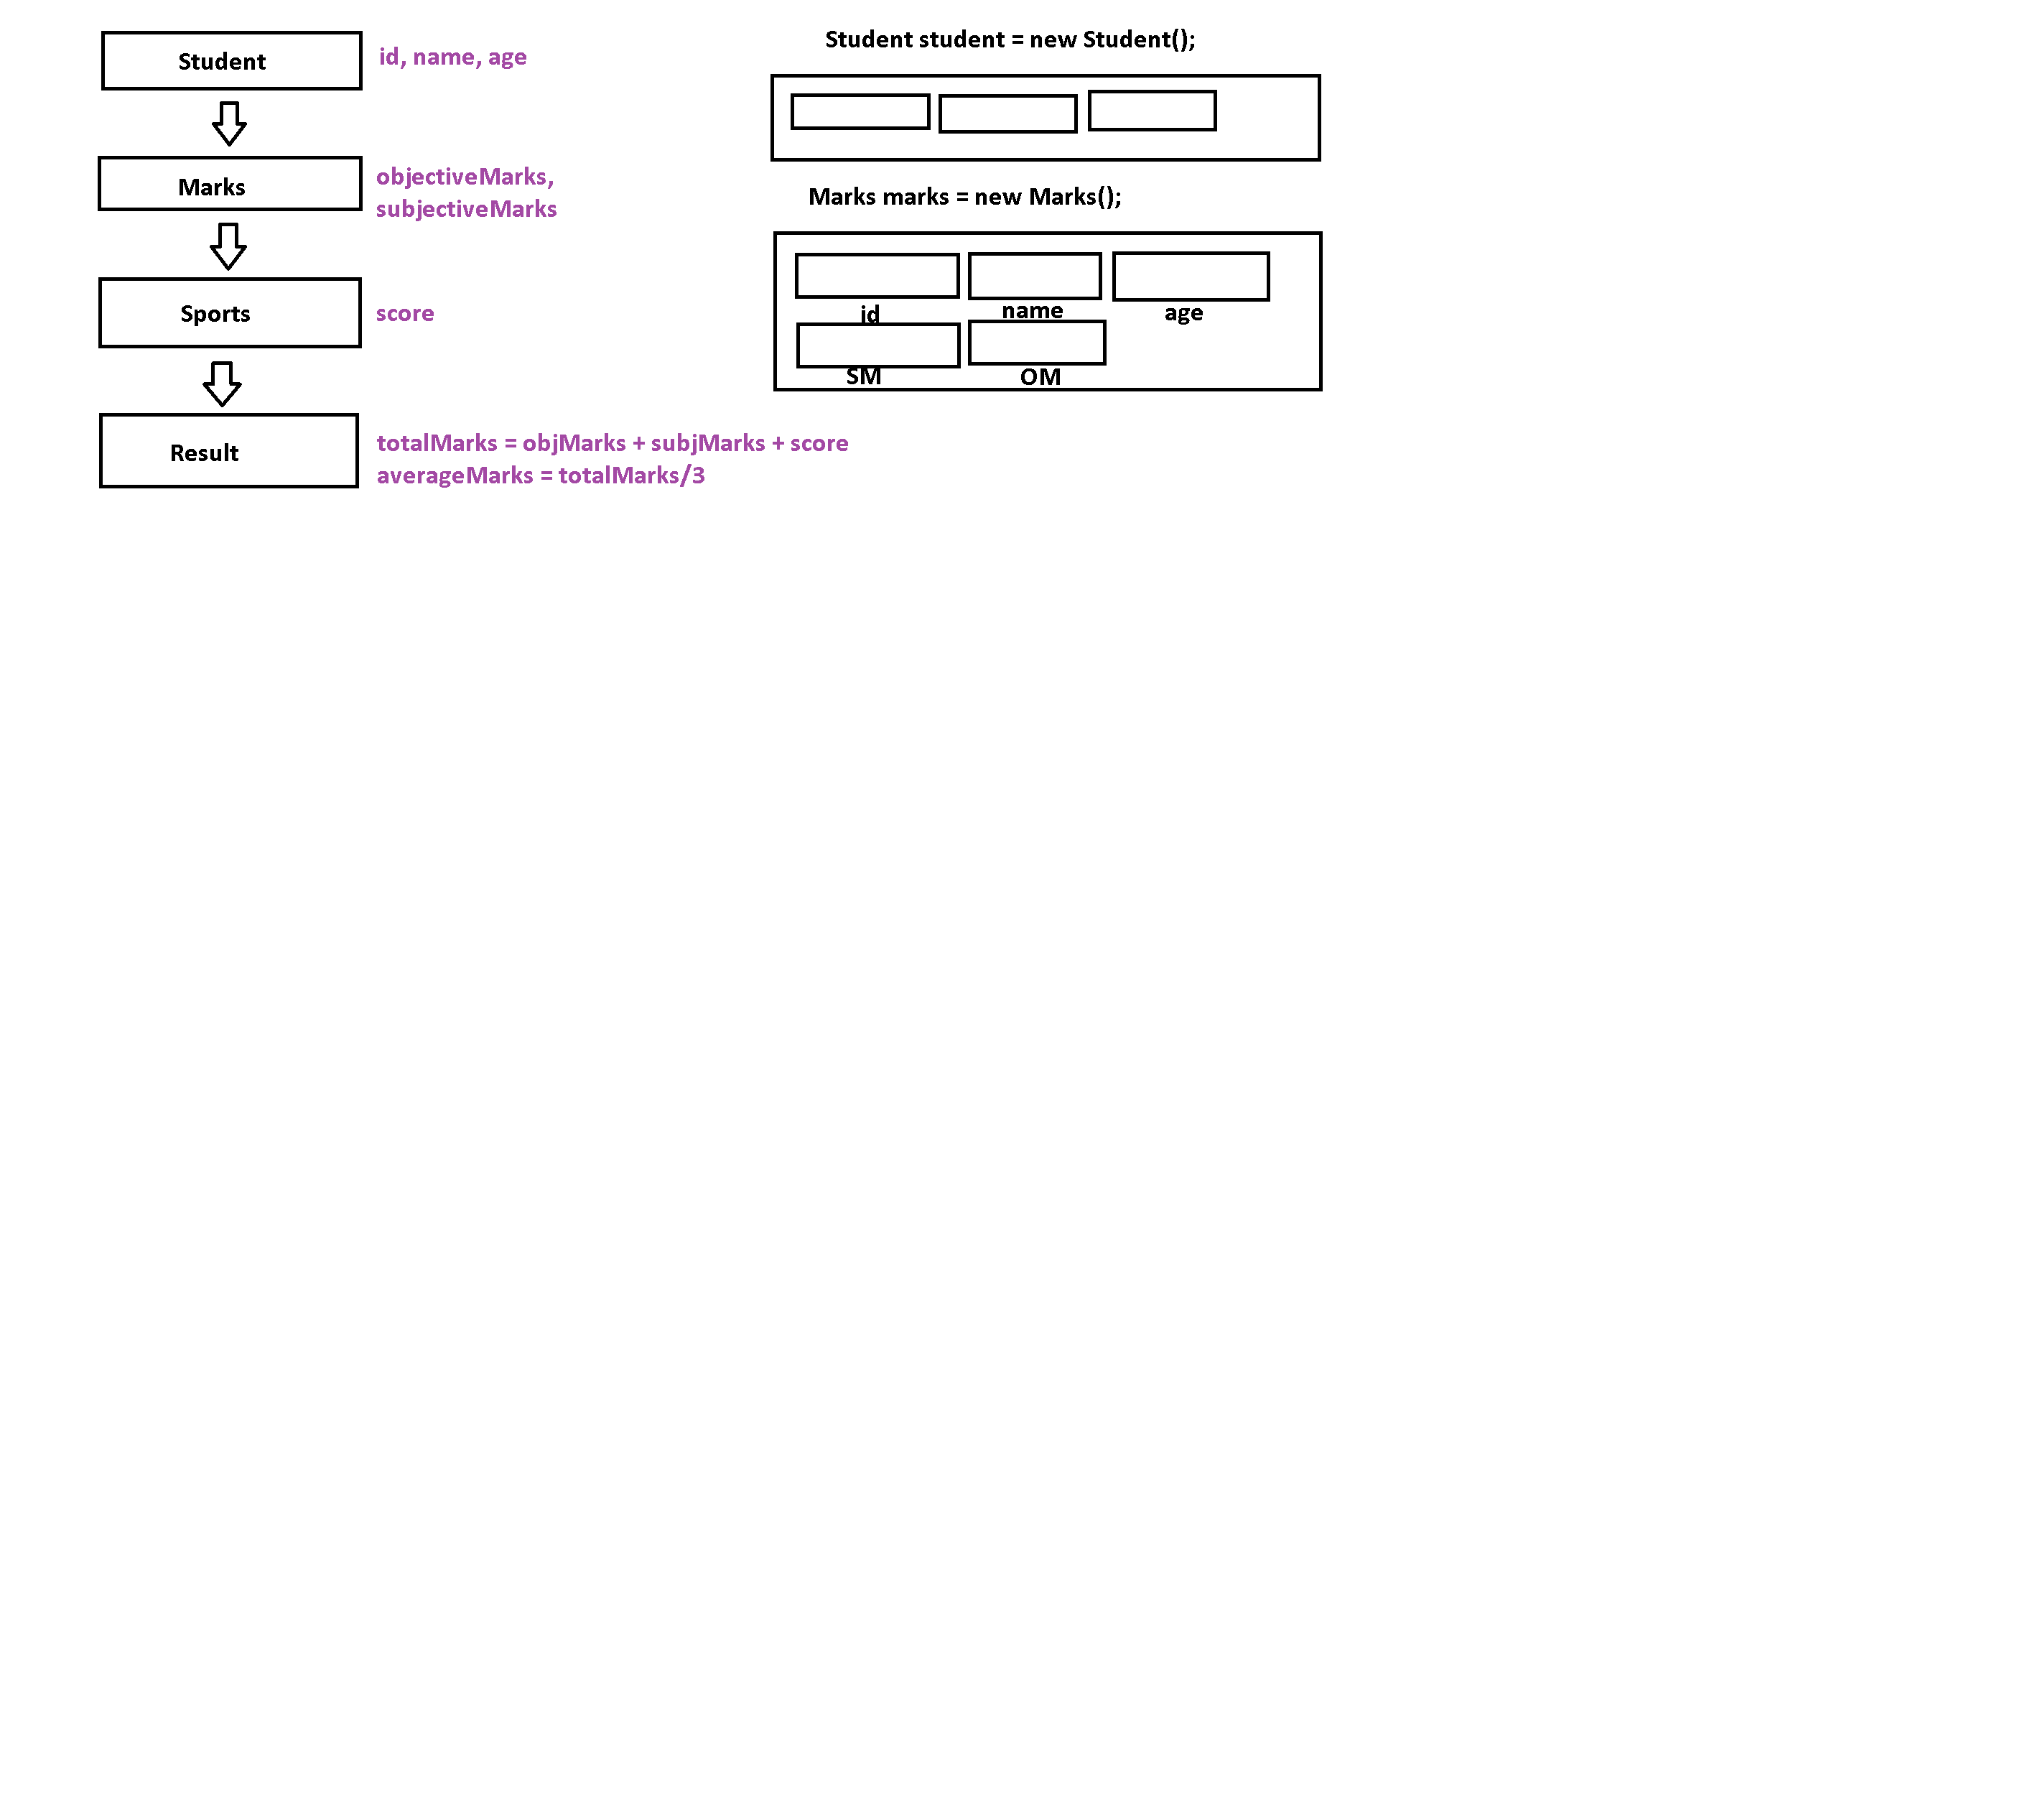 Student
id, name, age
Marks
objectiveMarks,
subjectiveMarks
Sports
score
Result
totalMarks = objMarks + subjMarks + score
averageMarks = totalMarks/3
Student student = new Student();
Marks marks = new Marks();
id
name
age
SM
OM